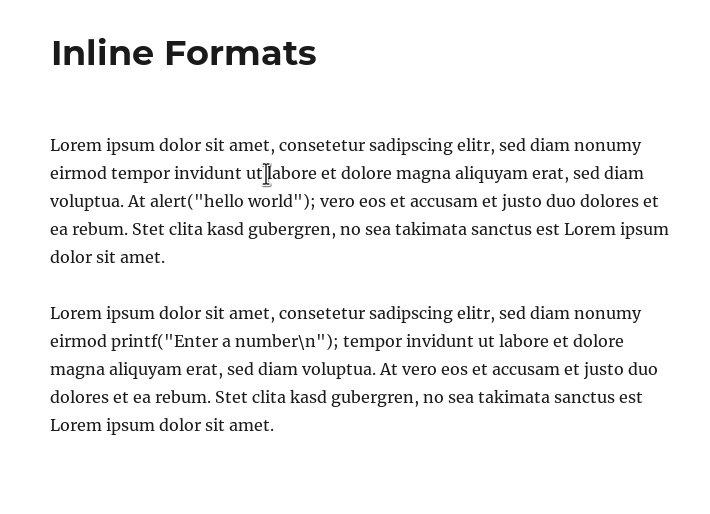 Inline Formats
Lorem ipsum dolor sit amet, consetetur sadipscing elitr, sed diam nonumy
eirmod tempor invidunt ut labore et dolore magna aliquyam erat, sed diam
voluptua. At alert("hello world"); vero eos et accusam et justo duo dolores et
ea rebum. Stet clita kasd gubergren, no sea takimata sanctus est Lorem ipsum
dolor sit amet.
Lorem ipsum dolor sit amet, consetetur sadipscing elitr, sed diam nonumy
eirmod printf("Enter a number\n"); tempor invidunt ut labore et dolore
magna aliquyam erat, sed diam voluptua. At vero eos et accusam et justo duo
dolores et ea rebum. Stet clita kasd gubergren, no sea takimata sanctus est
Lorem ipsum dolor sit amet.